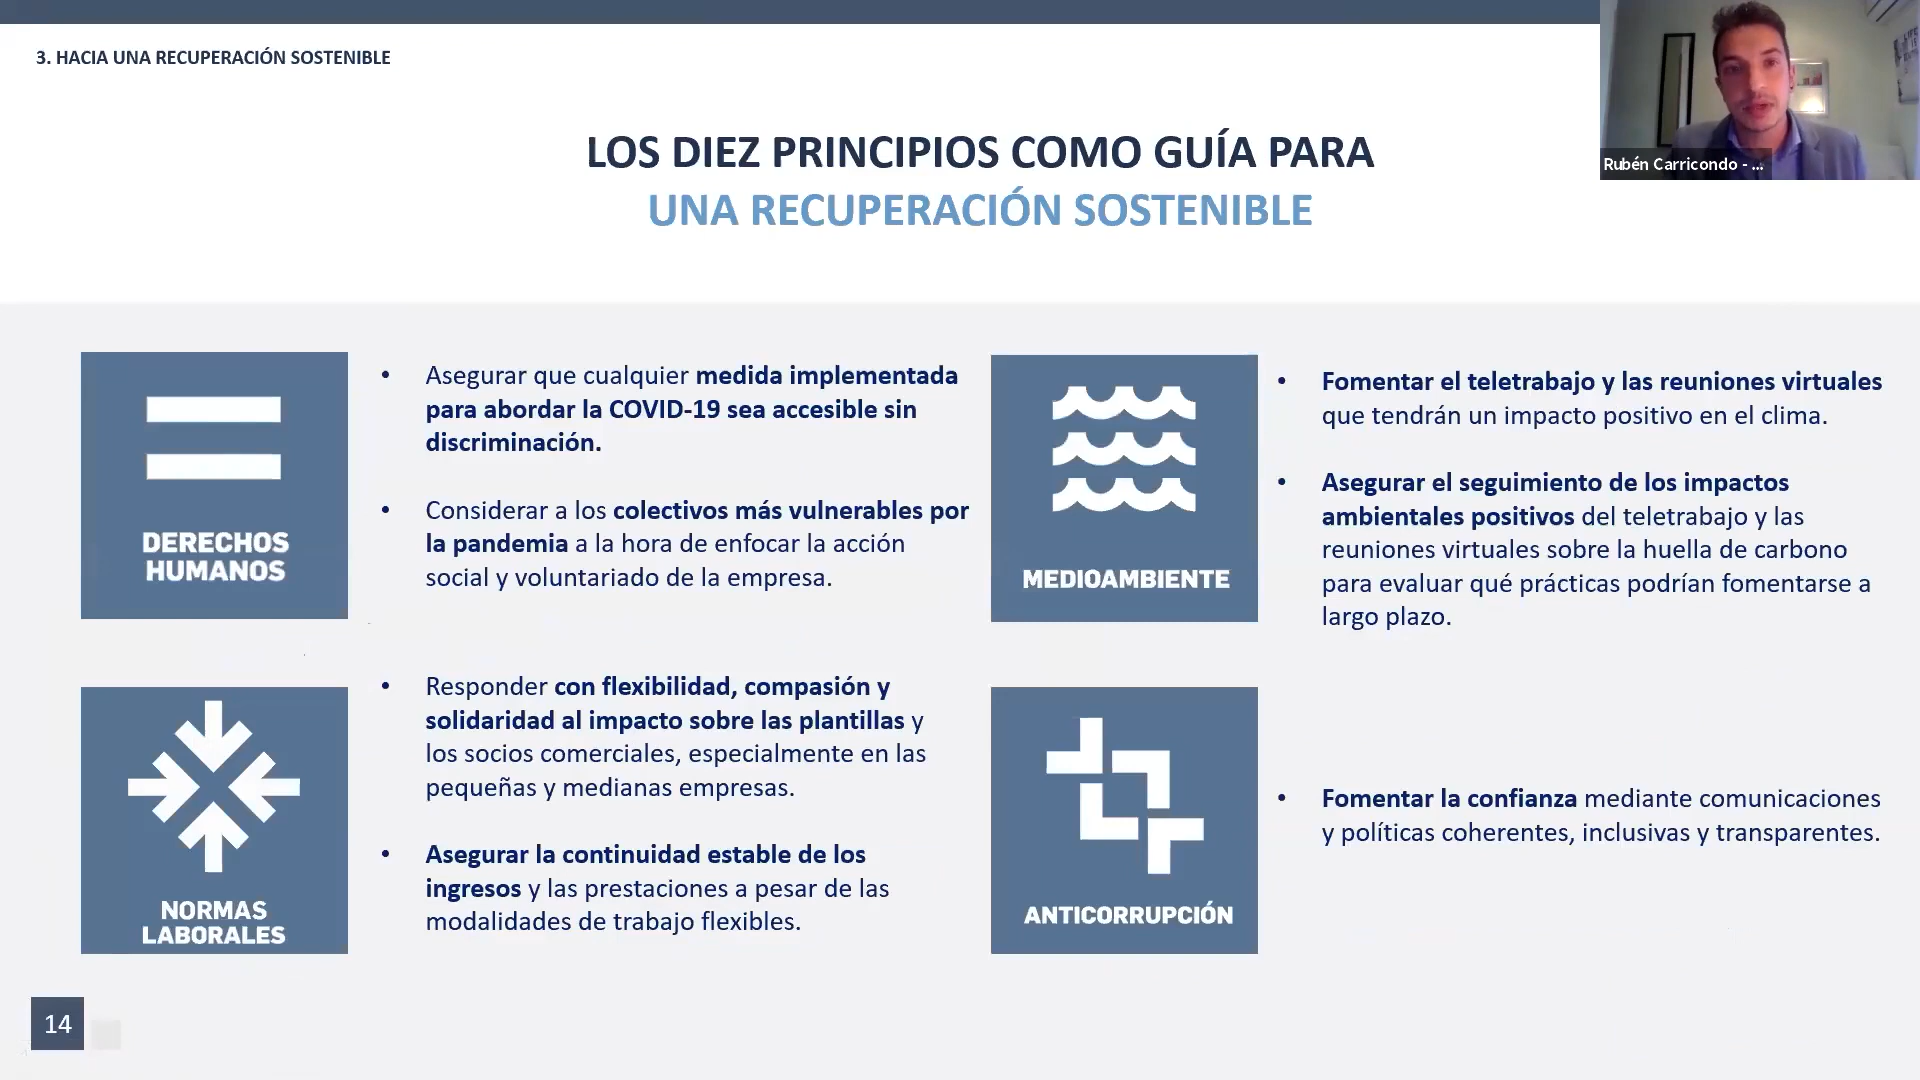 3. HACIA UNA RECUPERACIÓN SOSTENIBLE
Rubén Carricondo - ...
LOS DIEZ PRINCIPIOS COMO GUÍA PARA
UNA RECUPERACIÓN SOSTENIBLE
DERECHOS
HUMANOS
• Asegurar que cualquier medida implementada
para abordar la COVID-19 sea accesible sin
discriminación.
• Considerar a los colectivos más vulnerables por
la pandemia a la hora de enfocar la acción
social y voluntariado de la empresa.
NORMAS
LABORALES
• Responder con flexibilidad, compasión y
solidaridad al impacto sobre las plantillas y
los socios comerciales, especialmente en las
pequeñas y medianas empresas.
• Asegurar la continuidad estable de los
ingresos y las prestaciones a pesar de las
modalidades de trabajo flexibles.
MEDIOAMBIENTE
• Fomentar el teletrabajo y las reuniones virtuales
que tendrán un impacto positivo en el clima.
• Asegurar el seguimiento de los impactos
ambientales positivos del teletrabajo y las
reuniones virtuales sobre la huella de carbono
para evaluar qué prácticas podrían fomentarse a
largo plazo.
ANTICORRUPCIÓN
• Fomentar la confianza mediante comunicaciones
y políticas coherentes, inclusivas y transparentes.
14